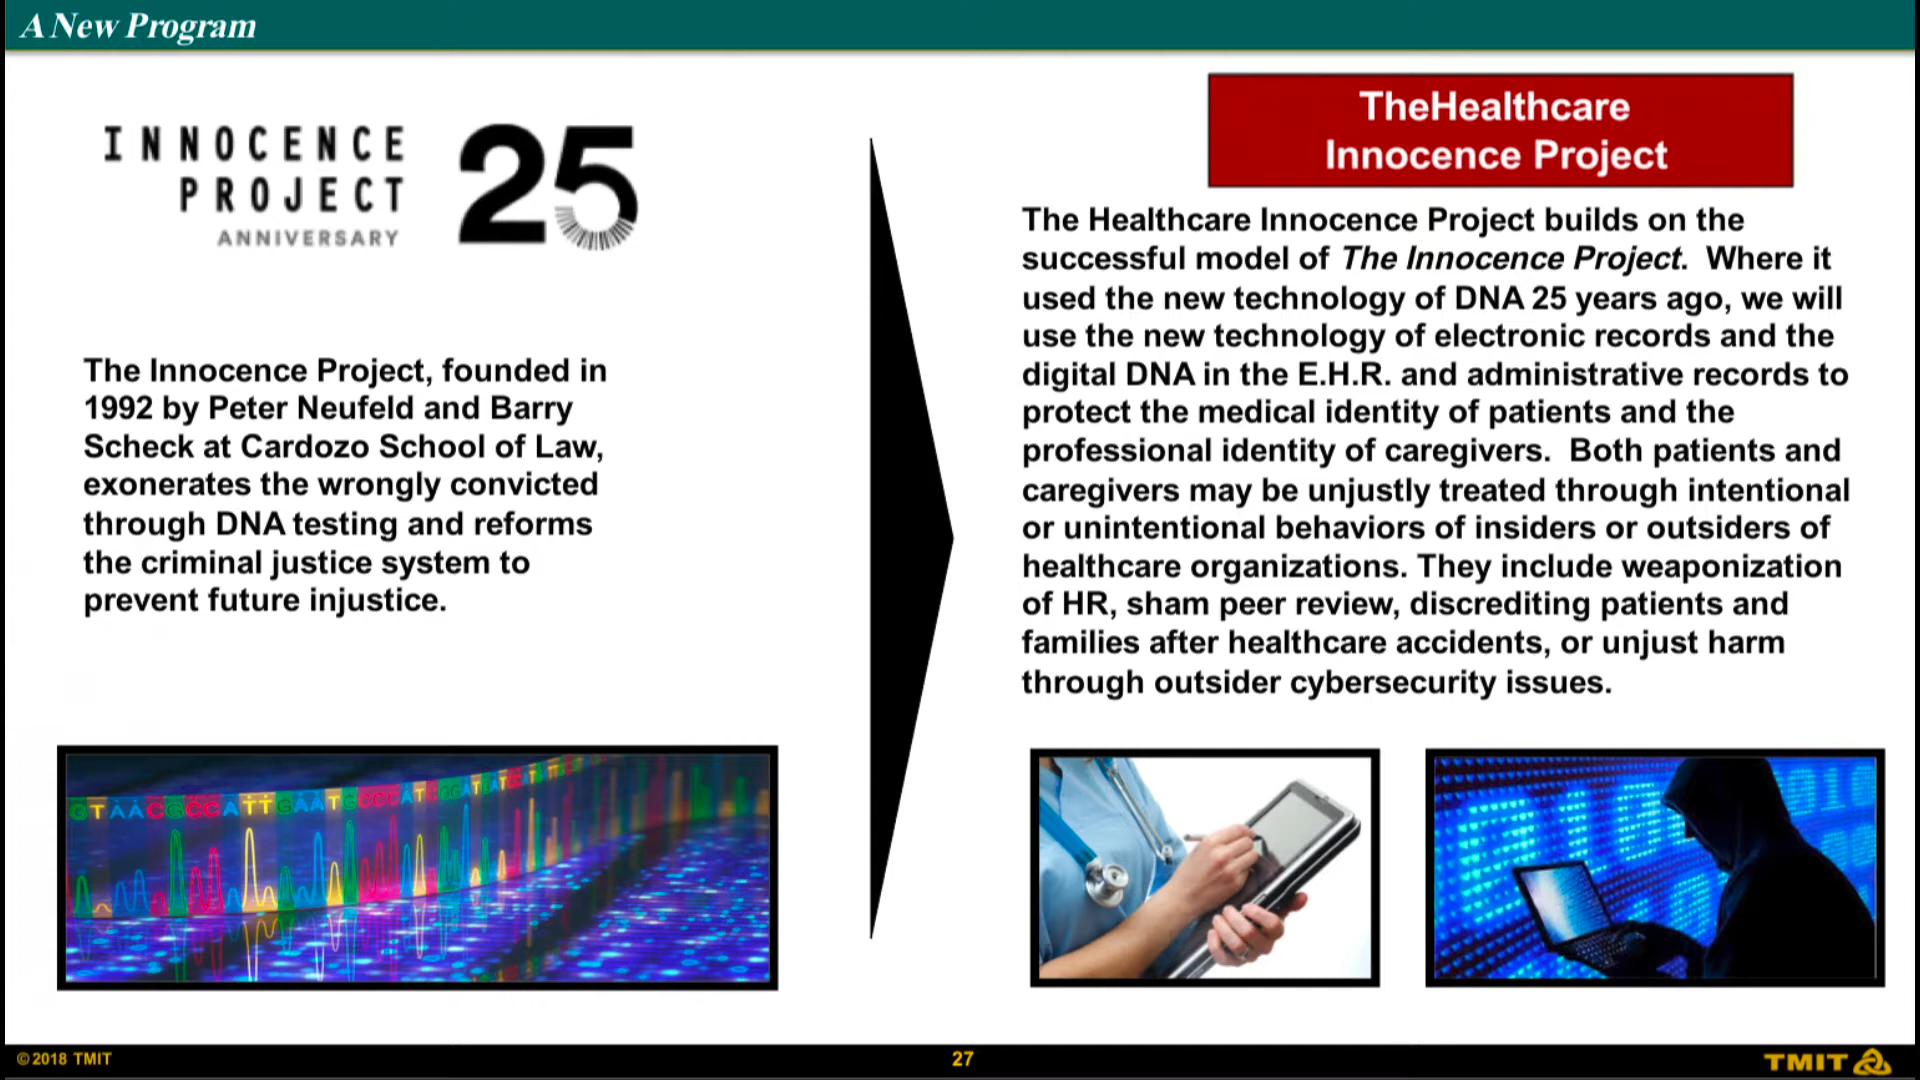 A New Program
INNOCENCE
PROJECT
ANNIVERSARY
25
The Innocence Project, founded in
1992 by Peter Neufeld and Barry
Scheck at Cardozo School of Law,
exonerates the wrongly convicted
through DNA testing and reforms
the criminal justice system to
prevent future injustice.
TheHealthcare
Innocence Project
The Healthcare Innocence Project builds on the
successful model of The Innocence Project.  Where it
used the new technology of DNA 25 years ago, we will
use the new technology of electronic records and the
digital DNA in the E.H.R. and administrative records to
protect the medical identity of patients and the
professional identity of caregivers.  Both patients and
caregivers may be unjustly treated through intentional
or unintentional behaviors of insiders or outsiders of
healthcare organizations. They include weaponization
of HR, sham peer review, discrediting patients and
families after healthcare accidents, or unjust harm
through outsider cybersecurity issues.
GTAACGCCATTGAATGCCCAT
©2018 TMIT
27
TMIT